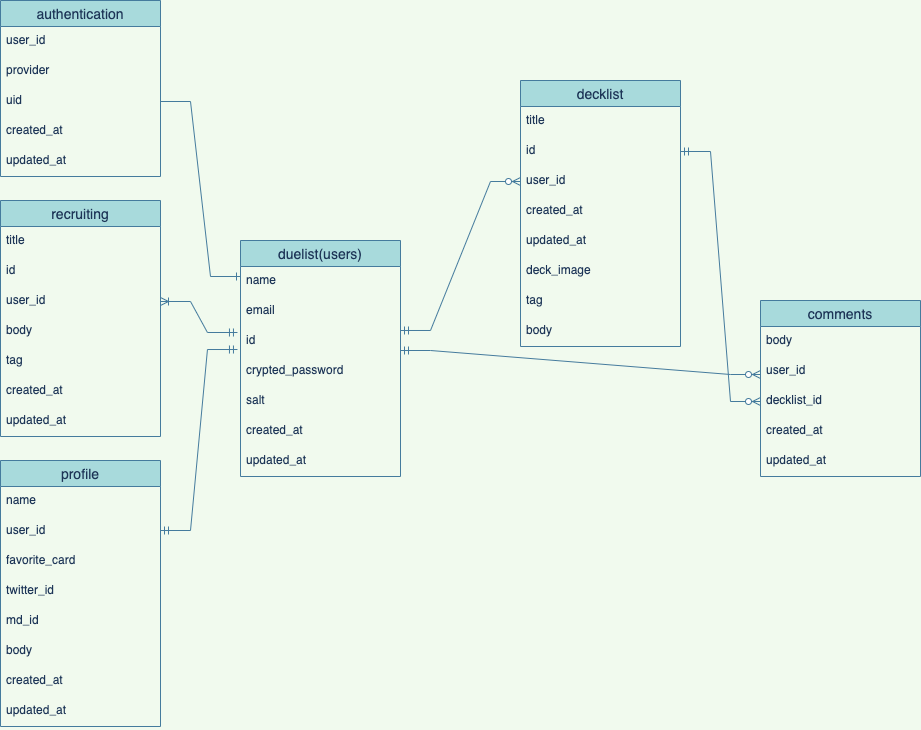 authentication
user_id
provider
uid
created_at
updated_at
recruiting
title
id
user_id
body
tag
created_at
updated_at
profile
name
user_id
favorite_card
twitter_id
md_id
body
created_at
updated_at
duelist(users)
name
email
id
crypted_password
salt
created_at
updated_at
decklist
title
id
user_id
created_at
updated_at
deck_image
tag
body
comments
body
user_id
decklist_id
created_at
updated_at